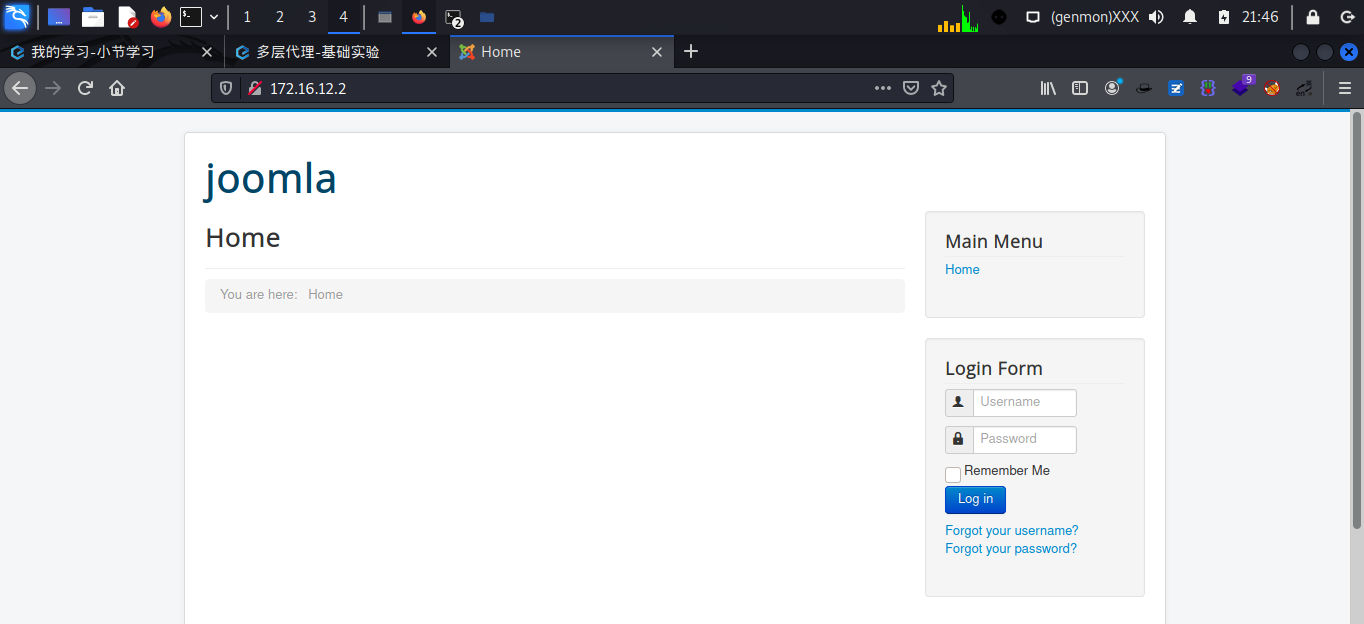 1 2 3 4 2 (genmon)XXX 21:46
我的学习-小节学习 多层代理-基础实验 Home
172.16.12.2 9
joomla
Home
You are here: Home
Main Menu
Home
Login Form
Username
Password
Remember Me
Log in
Forgot your username?
Forgot your password?